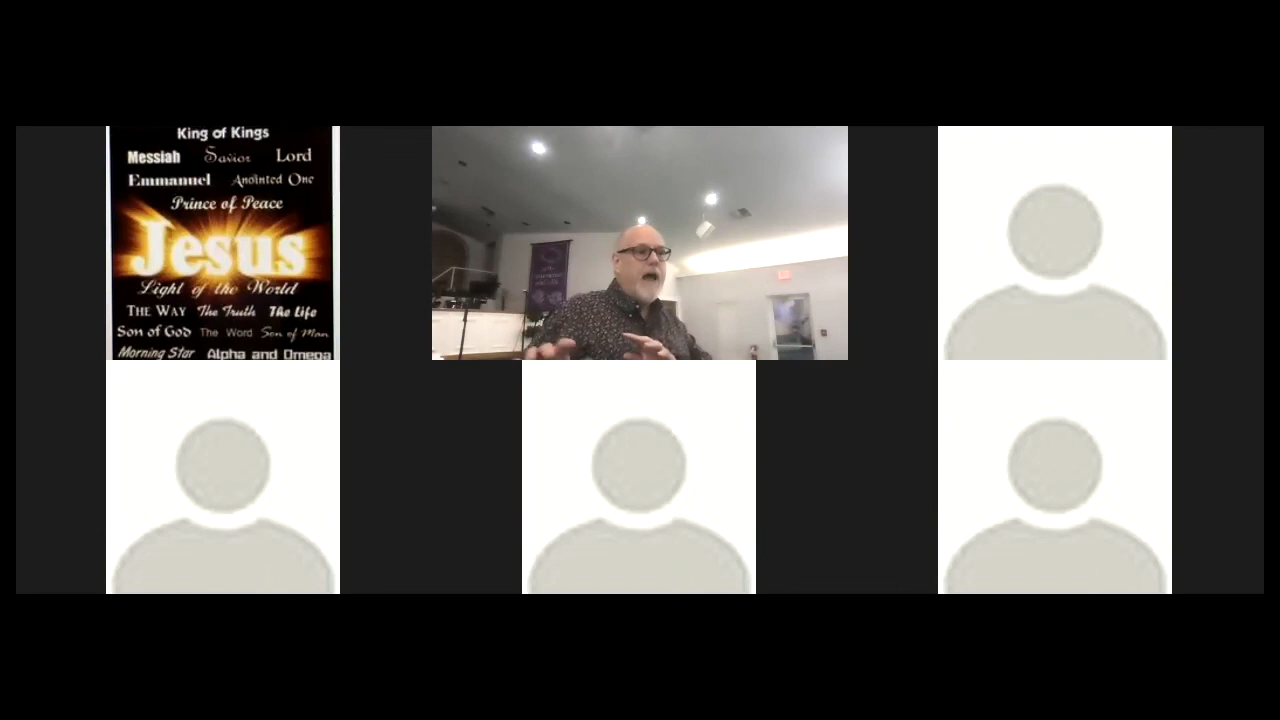 King of Kings
Messiah Savior Lord
Emmanuel Anointed One
Prince of Peace
Jesus
Light of the World
THE WAY The Truth The Life
Son of God The Word Son of Man
Morning Star Alpha and Omega